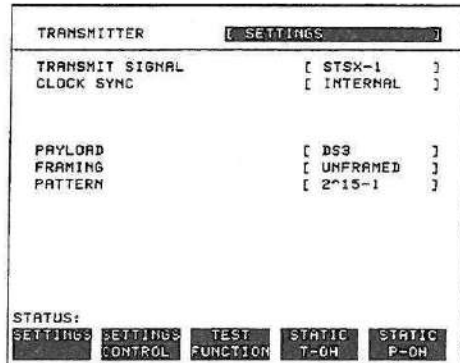 TRANSMITTER [ SETTINGS ]
TRANSMIT SIGNAL [ STSX-1 ]
CLOCK SYNC [ INTERNAL ]
PAYLOAD [ DS3 ]
FRAMING [ UNFRAMED ]
PATTERN [ 2^15-1 ]
STATUS:
SETTINGS SETTINGS TEST STATIC STATIC
CONTROL FUNCTION T-OH P-OH